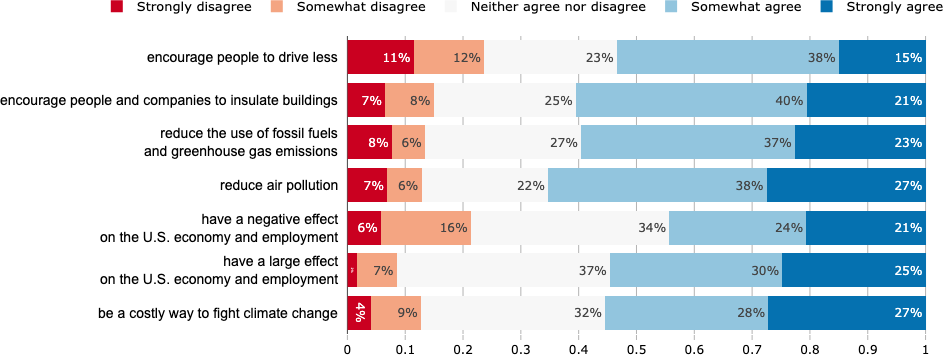 Strongly disagree Somewhat disagree Neither agree nor disagree Somewhat agree Strongly agree
encourage people to drive less 11% 12% 23% 38% 15%
encourage people and companies to insulate buildings 7% 8% 25% 40% 21%
reduce the use of fossil fuels
and greenhouse gas emissions 8% 6% 27% 37% 23%
reduce air pollution 7% 6% 22% 38% 27%
have a negative effect
on the U.S. economy and employment 6% 16% 34% 24% 21%
have a large effect
on the U.S. economy and employment 7% 37% 30% 25%
be a costly way to fight climate change 4% 9% 32% 28% 27%
0 0.1 0.2 0.3 0.4 0.5 0.6 0.7 0.8 0.9 1